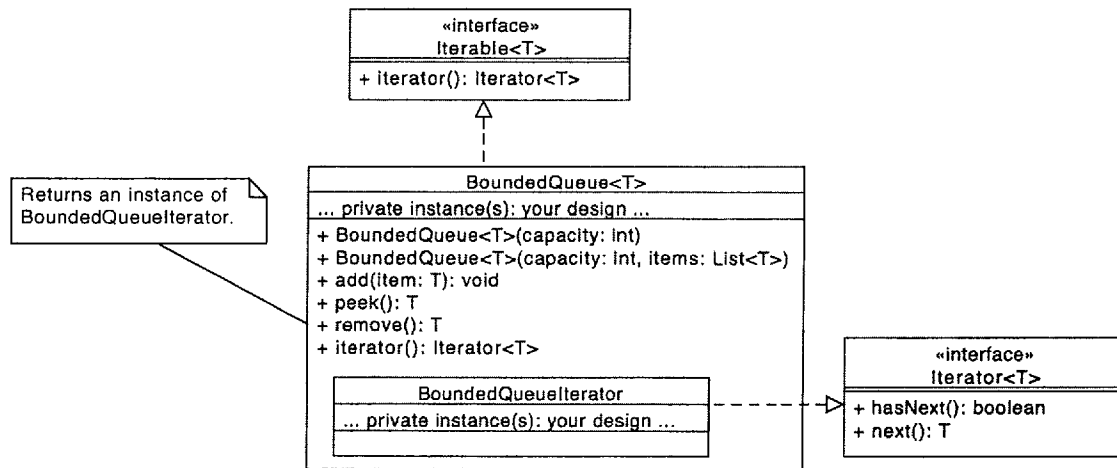 «interface»
Iterable<T>
+ iterator(): Iterator<T>
Returns an instance of
BoundedQueueIterator.
BoundedQueue<T>
... private instance(s): your design ...
+ BoundedQueue<T>(capacity: int)
+ BoundedQueue<T>(capacity: int, items: List<T>)
+ add(item: T): void
+ peek(): T
+ remove(): T
+ iterator(): Iterator<T>
BoundedQueueIterator
... private instance(s): your design ...
«interface»
Iterator<T>
+ hasNext(): boolean
+ next(): T